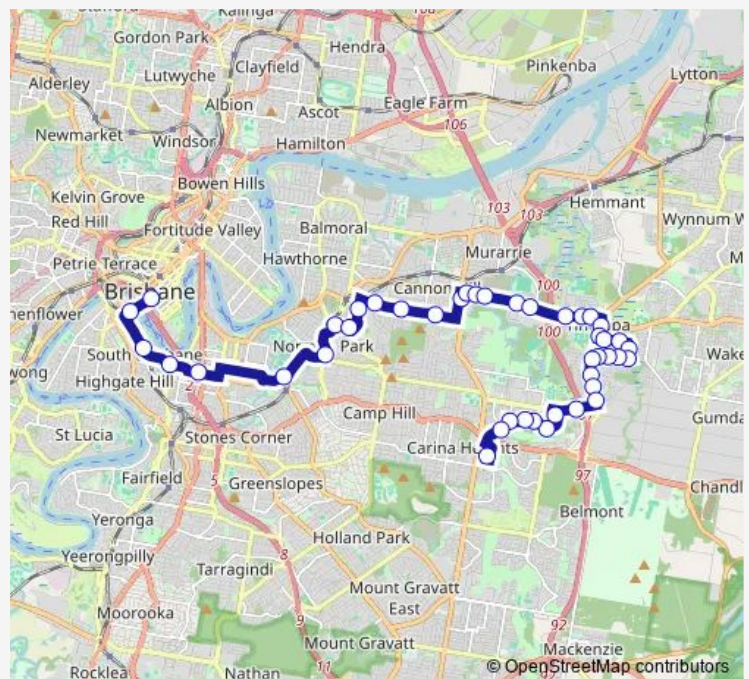 Kalinga
Gordon Park
Hendra
Clayfield
Pinkenba
Lytton
Lutwyche
Alderley
Albion
Ascot
Eagle Farm
106
Newmarket
Windsor
Hamilton
Bowen Hills
Kelvin Grove
Hemmant
103
103
Red Hill
Fortitude Valley
Balmoral
Wynnum W
Murarrie
Petrie Terrace
Hawthorne
Brisbane
Cannon
100
100
Park
South
Highgate Hill
2
Camp Hill
Gumda
St Lucia
Stones Corner
Carina
97
Fairfield
Greenslopes
Chandl
Belmont
Yeronga
Holland Park
8
Yeerongpilly
Tarragindi
Mount Gravatt
East
Moorooka
9
92
Mount Gravatt
Mackenzie
11
Rocklea
Nathan
© OpenStreetMap contributors